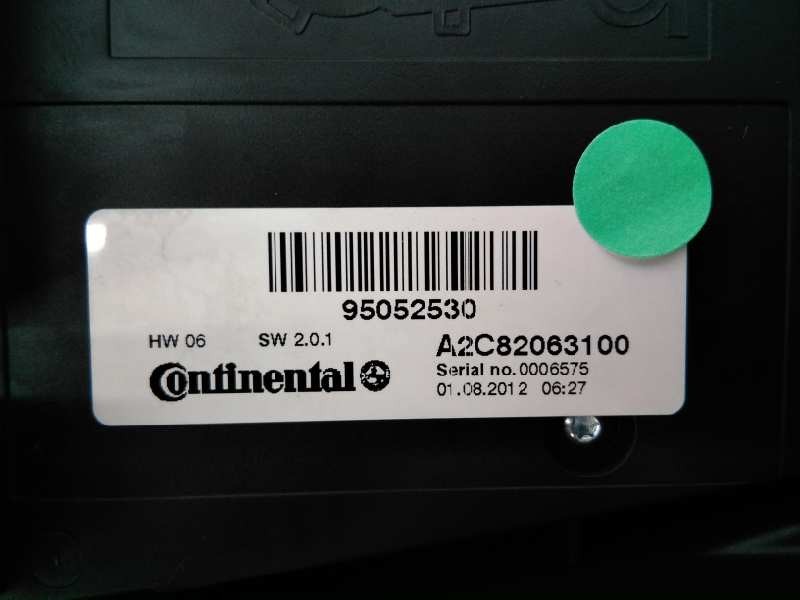 95052530
HW 06 SW 2.0.1
A2C82063100
Continental
Serial no.0006575
01.08.2012 06:27